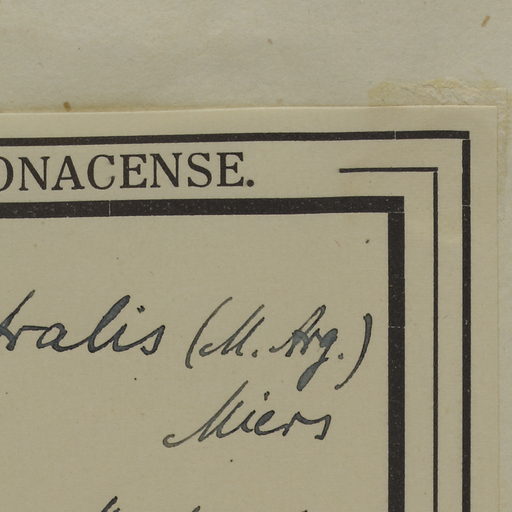 ONACENSE.
tralis (M. Arg.)
Miers